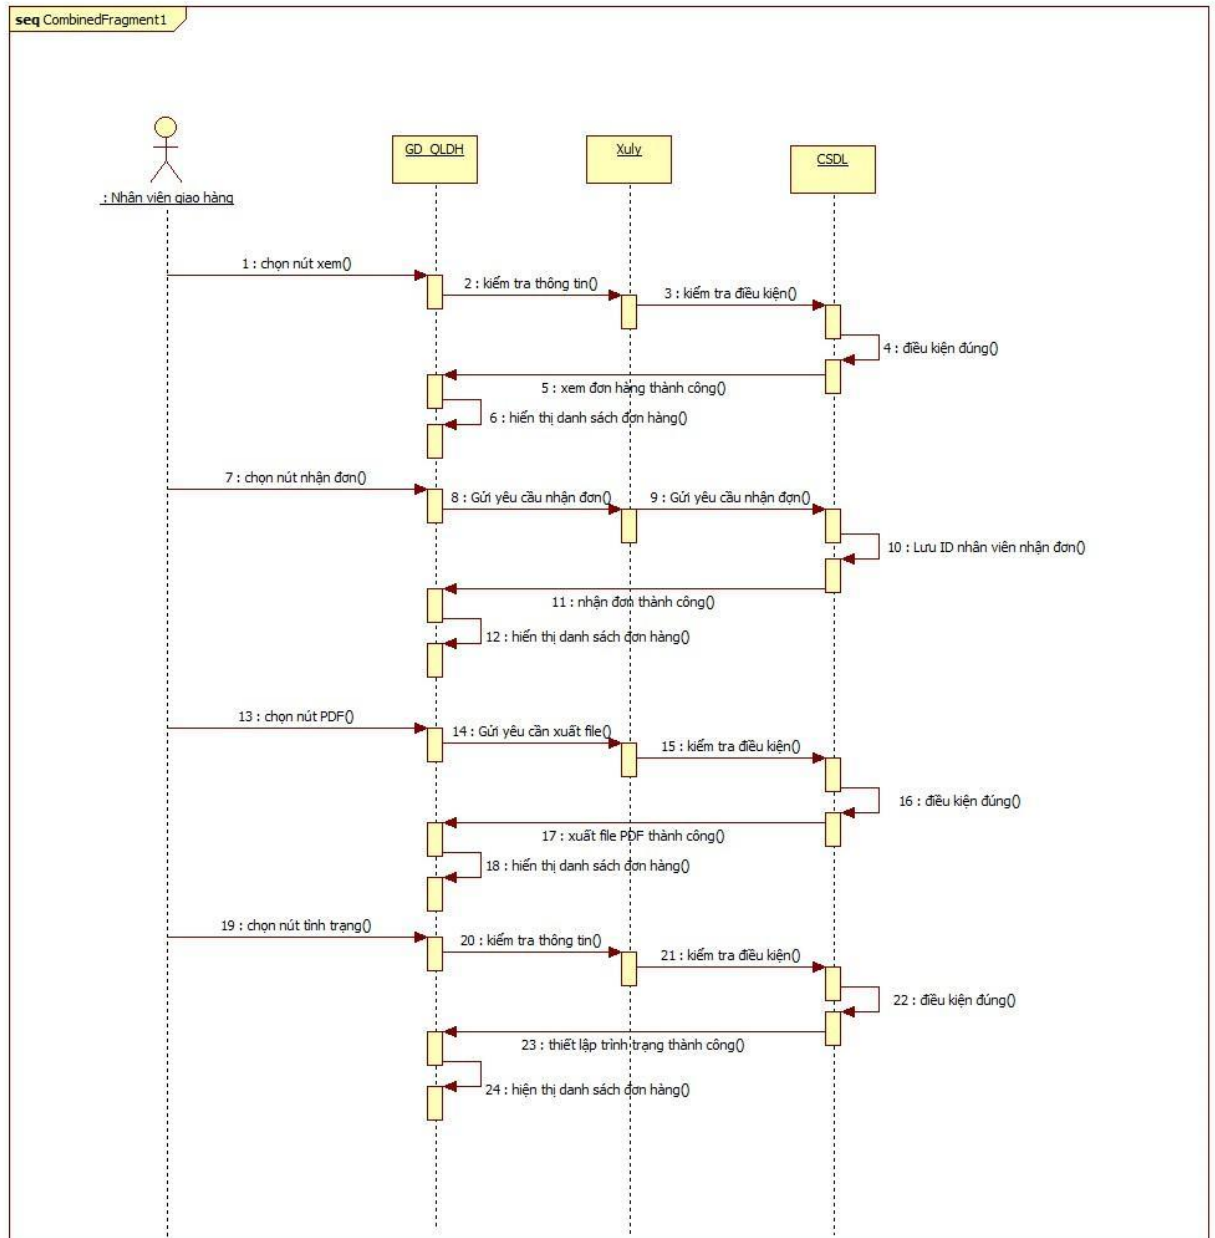 seq CombinedFragment1
: Nhân viên giao hàng
GD_QLDH
Xuly
CSDL
1 : chọn nút xem()
2 : kiểm tra thông tin()
3 : kiểm tra điều kiện()
4 : điều kiện đúng()
5 : xem đơn hàng thành công()
6 : hiển thị danh sách đơn hàng()
7 : chọn nút nhận đơn()
8 : Gửi yêu cầu nhận đơn()
9 : Gửi yêu cầu nhận đợn()
10 : Lưu ID nhân viên nhận đơn()
11 : nhận đơn thành công()
12 : hiển thị danh sách đơn hàng()
13 : chọn nút PDF()
14 : Gửi yêu cần xuất file()
15 : kiểm tra điều kiện()
16 : điều kiện đúng()
17 : xuất file PDF thành công()
18 : hiển thị danh sách đơn hàng()
19 : chọn nút tình trạng()
20 : kiểm tra thông tin()
21 : kiểm tra điều kiện()
22 : điều kiện đúng()
23 : thiết lập trình trạng thành công()
24 : hiện thị danh sách đơn hàng()